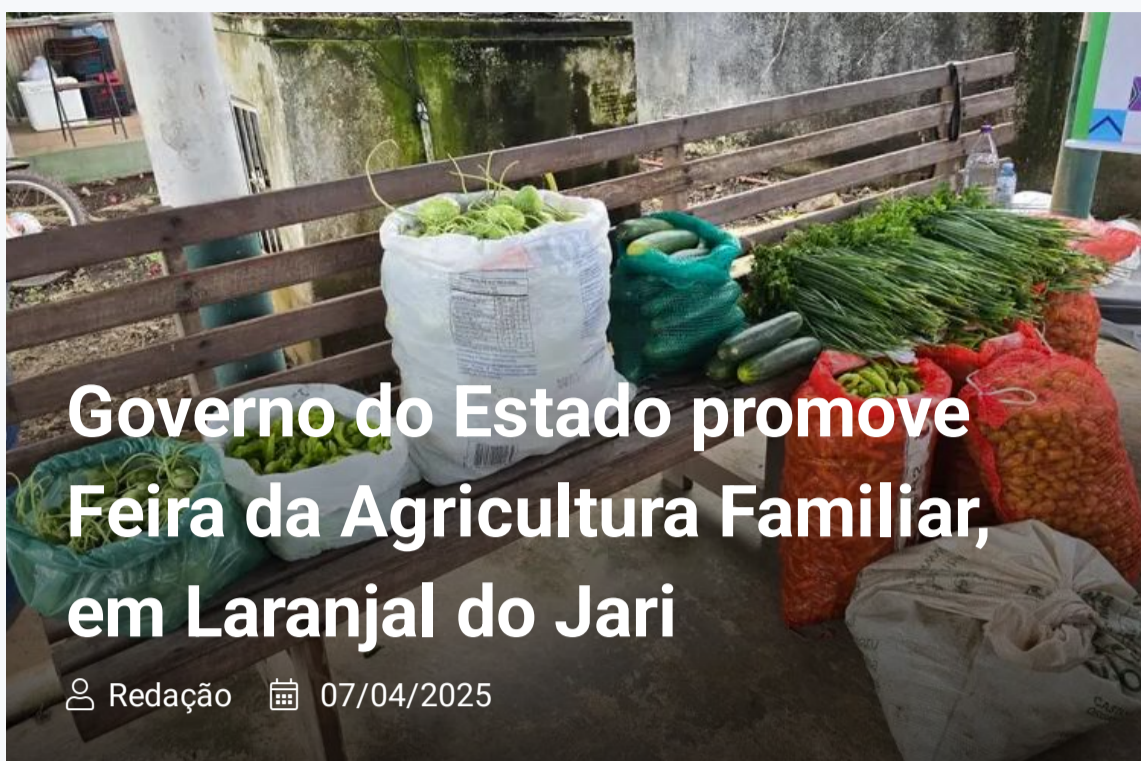 Governo do Estado promove
Feira da Agricultura Familiar,
em Laranjal do Jari
Redação 07/04/2025